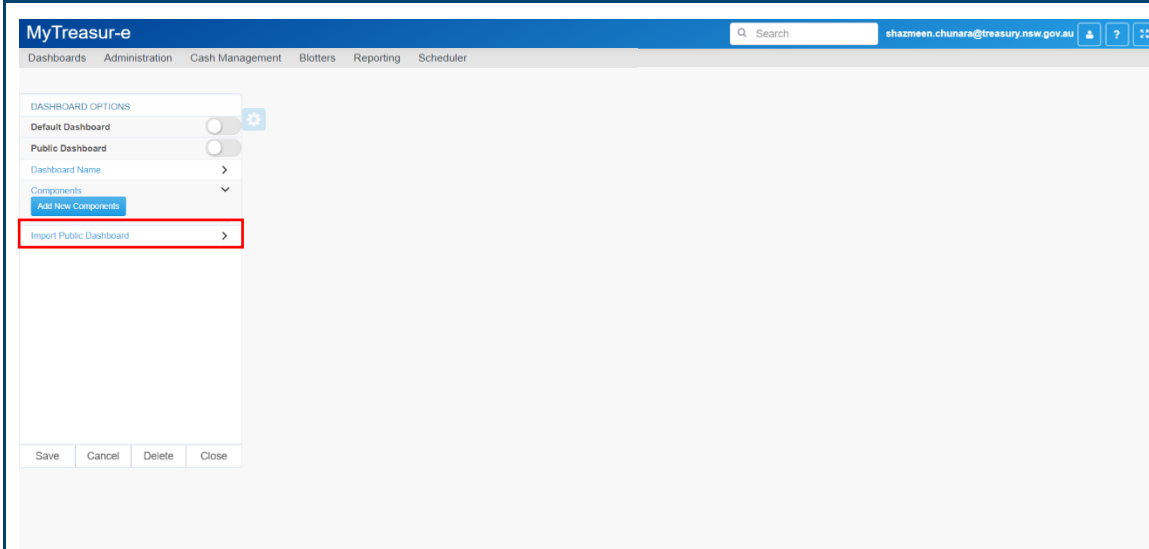 MyTreasur-e
Search
shazmeen.chunara@treasury.nsw.gov.au
?
Dashboards Administration Cash Management Blotters Reporting Scheduler
DASHBOARD OPTIONS
Default Dashboard
Public Dashboard
Dashboard Name
Components
Add New Components
Import Public Dashboard
Save Cancel Delete Close